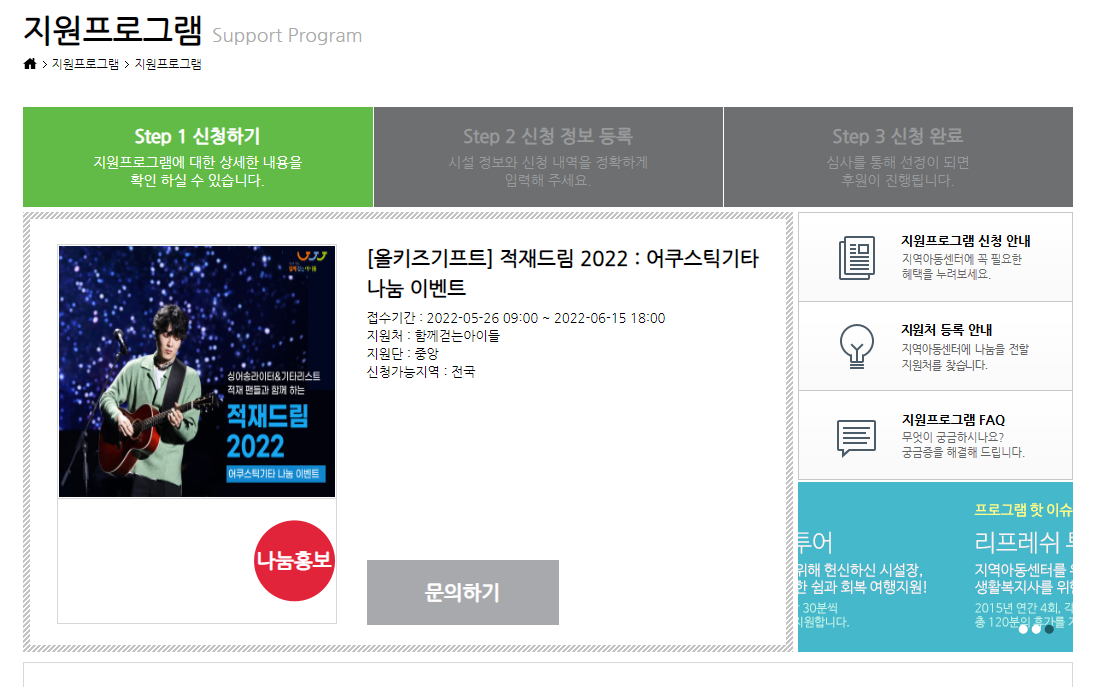 지원프로그램 Support Program
지원프로그램 > 지원프로그램
Step 1 신청하기
지원프로그램에 대한 상세한 내용을
확인 하실 수 있습니다.
Step 2 신청 정보 등록
시설 정보와 신청 내역을 정확하게
입력해 주세요.
Step 3 신청 완료
심사를 통해 선정이 되면
후원이 진행됩니다.
함께걷는아이들
싱어송라이터&기타리스트
적재 팬들과 함께 하는
적재드림
2022
어쿠스틱기타 나눔 이벤트
나눔홍보
[올키즈기프트] 적재드림 2022 : 어쿠스틱기타
나눔 이벤트
접수기간 : 2022-05-26 09:00 ~ 2022-06-15 18:00
지원처 : 함께걷는아이들
지원단 : 중앙
신청가능지역 : 전국
문의하기
지원프로그램 신청 안내
지역아동센터에 꼭 필요한
혜택을 누려보세요.
지원처 등록 안내
지역아동센터에 나눔을 전할
지원처를 찾습니다.
지원프로그램 FAQ
무엇이 궁금하시나요?
궁금증을 해결해 드립니다.
투어
위해 헌신하신 시설장,
한 쉼과 회복 여행지원!
30분씩
지원합니다.
프로그램 핫 이슈
리프레쉬
지역아동센터를
생활복지사를 위한
2015년 연간 4회, 각
총 120분의 휴가를